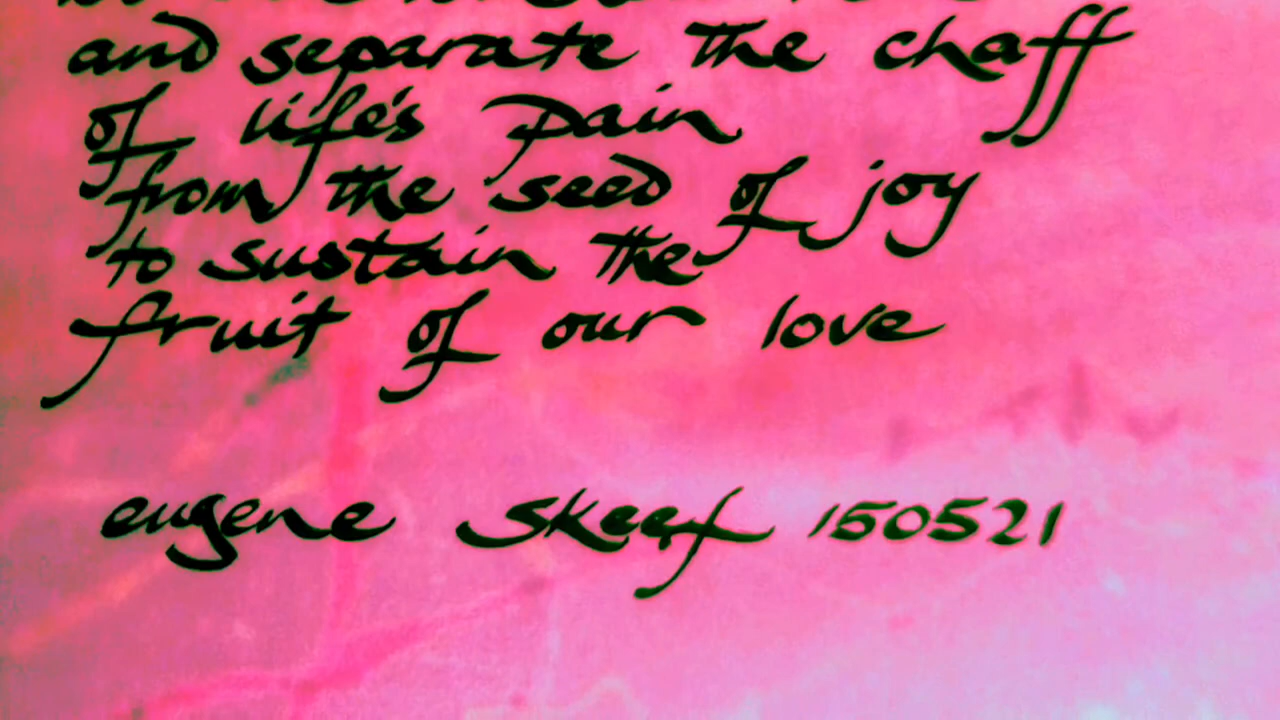 and separate the chaff
of life's pain
from the seed of joy
to sustain the
fruit of our love
eugene skeef 150521